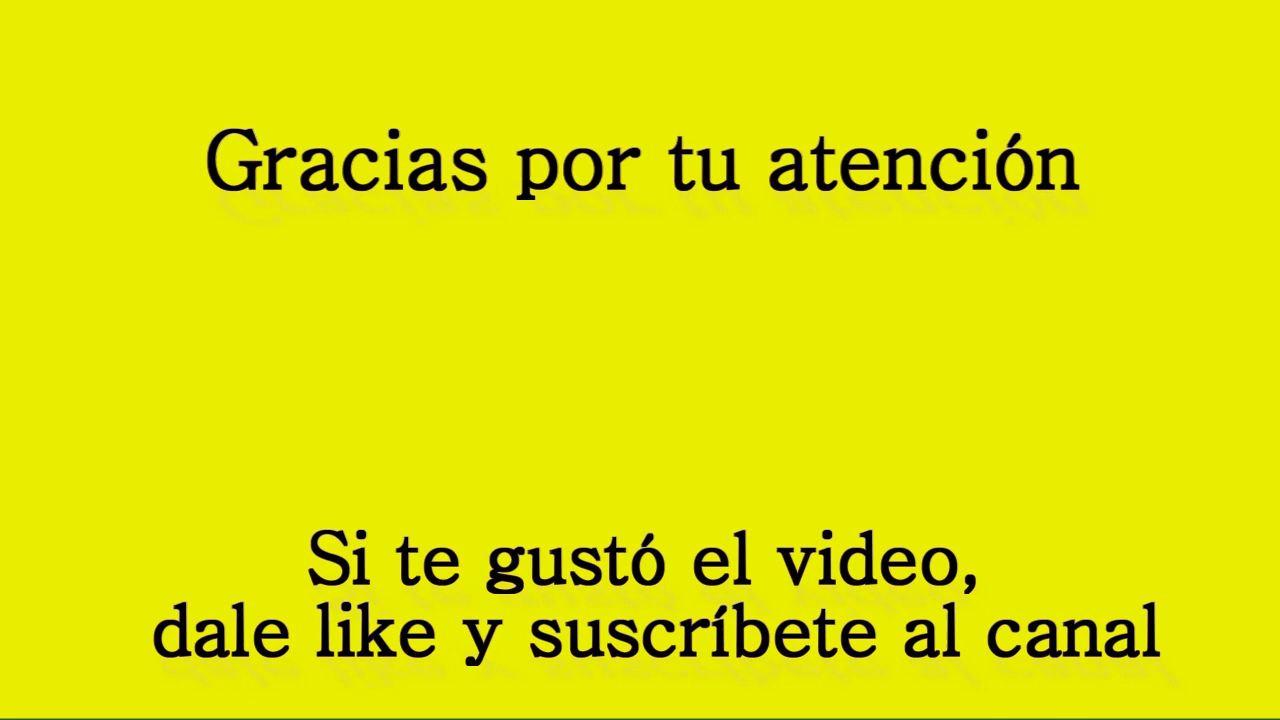 Gracias por tu atención
Si te gustó el video,
dale like y suscríbete al canal